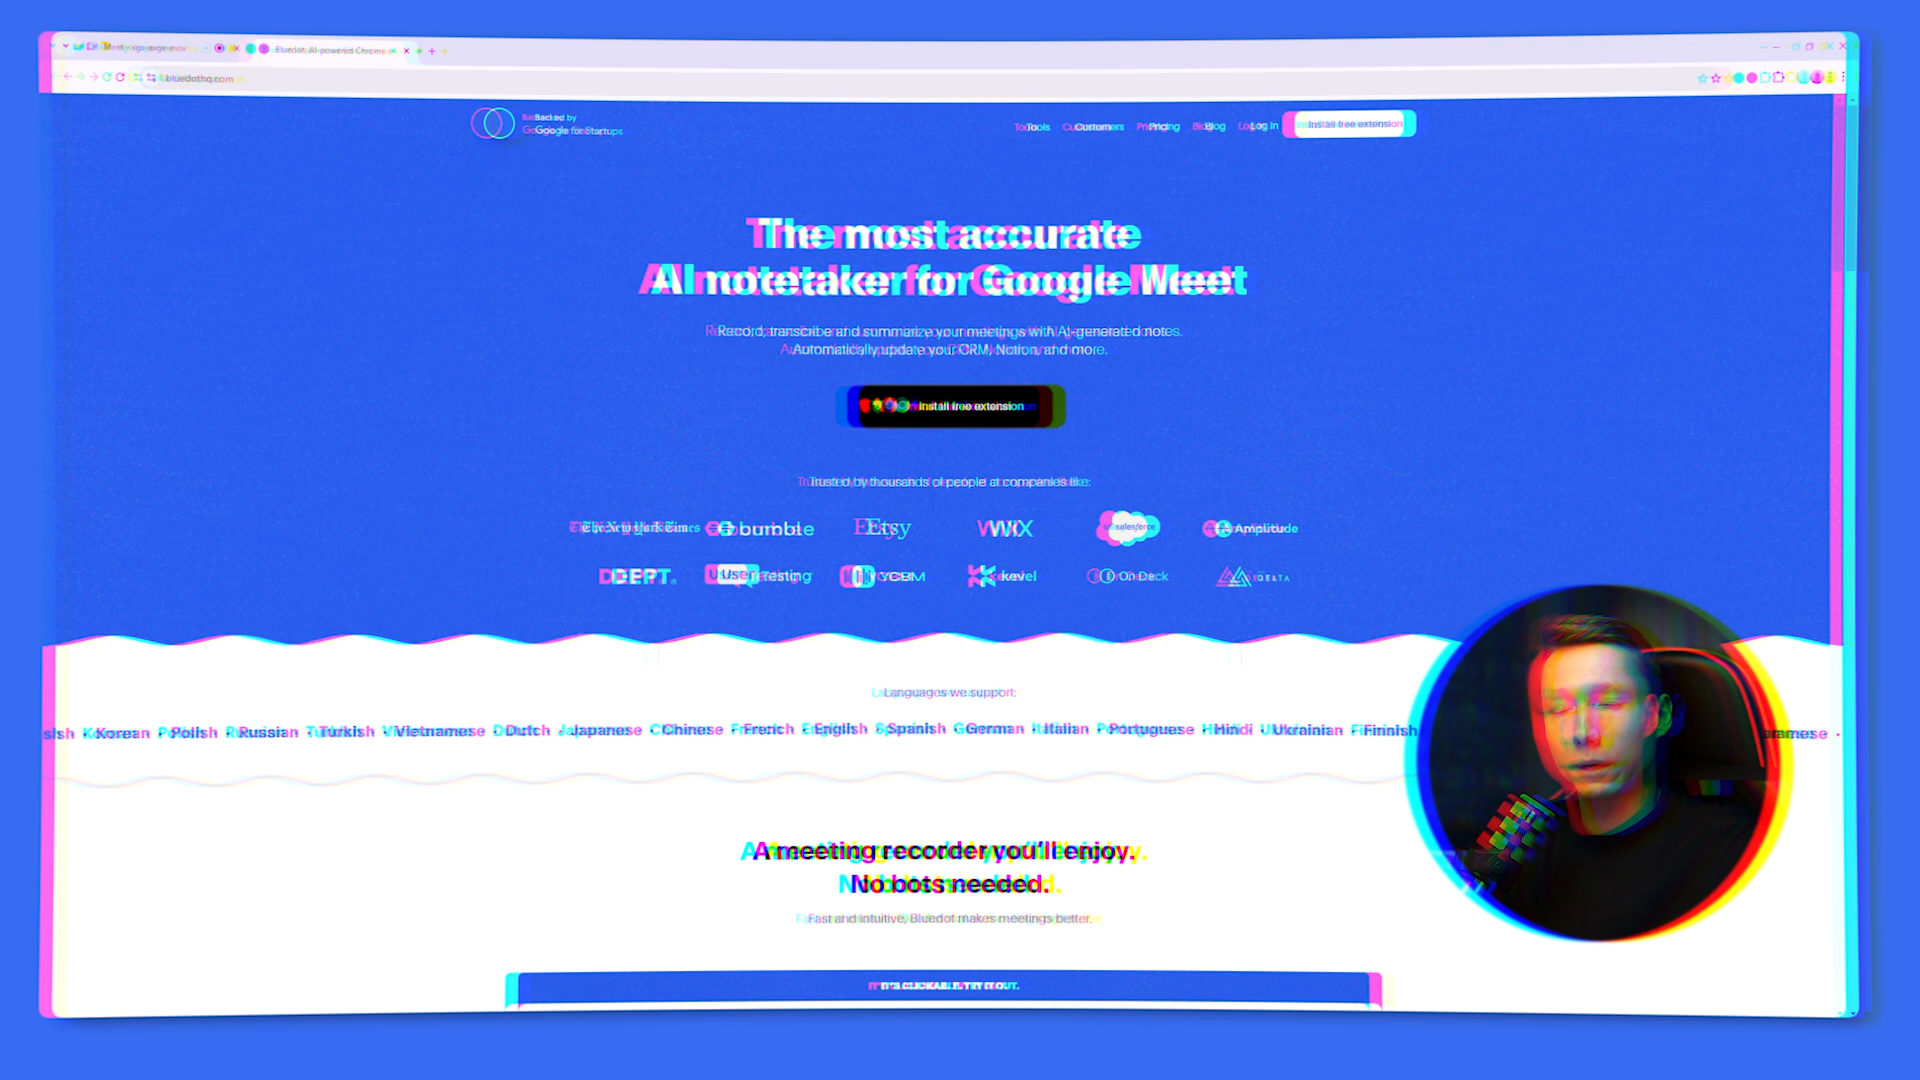 Bluedot: AI-powered Chrome e
bluedothq.com
Backed by
Google for Startups
Tools Customers Pricing Blog Log In Install free extension
The most accurate
AI notetaker for Google Meet
Record, transcribe and summarize your meetings with AI-generated notes.
Automatically update your CRM, Notion, and more.
Install free extension
Trusted by thousands of people at companies like:
The New York Times bumble Etsy WIX salesforce Amplitude
DEPT. UserTesting kevel On Deck DELTA
Languages we support:
Korean Polish Russian Turkish Vietnamese Dutch Japanese Chinese French English Spanish German Italian Portuguese Hindi Ukrainian Finnish
A meeting recorder you'll enjoy.
No bots needed.
Fast and intuitive, Bluedot makes meetings better.
IT'S CLICKABLE. TRY IT OUT.